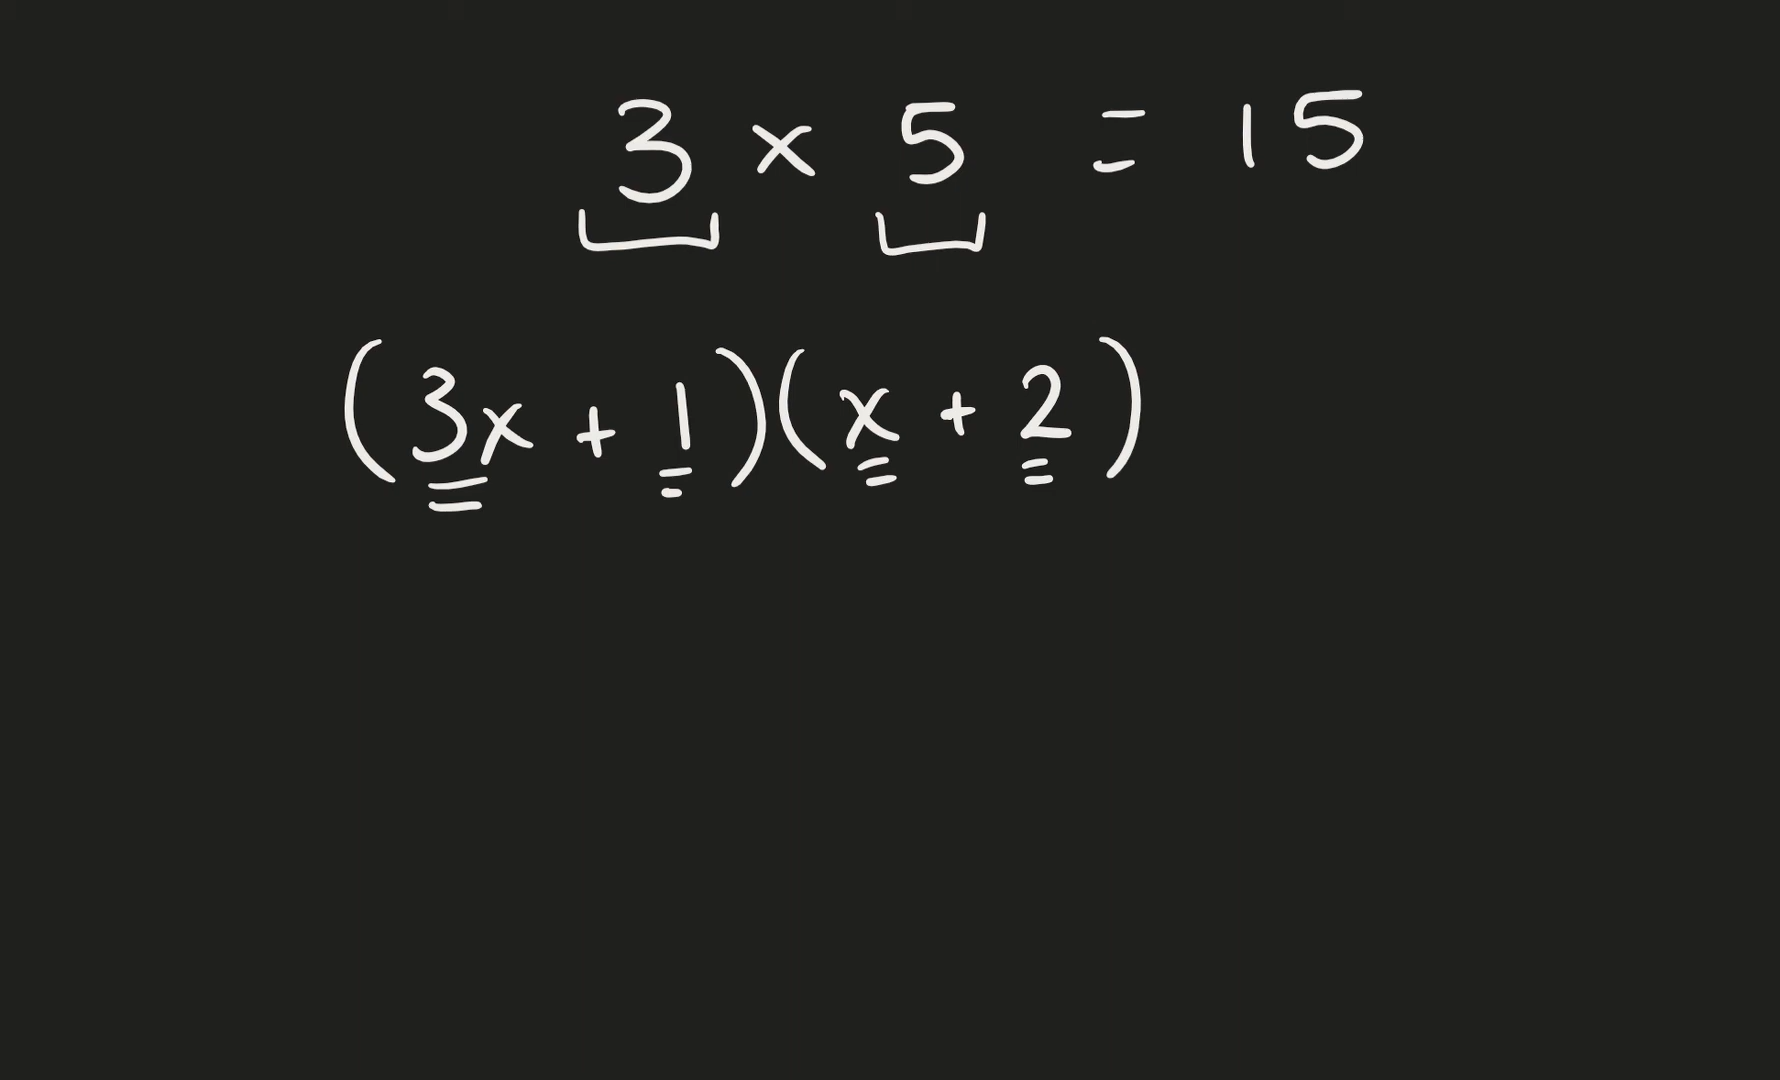 3 × 5 = 15
(3x + 1)(x + 2)